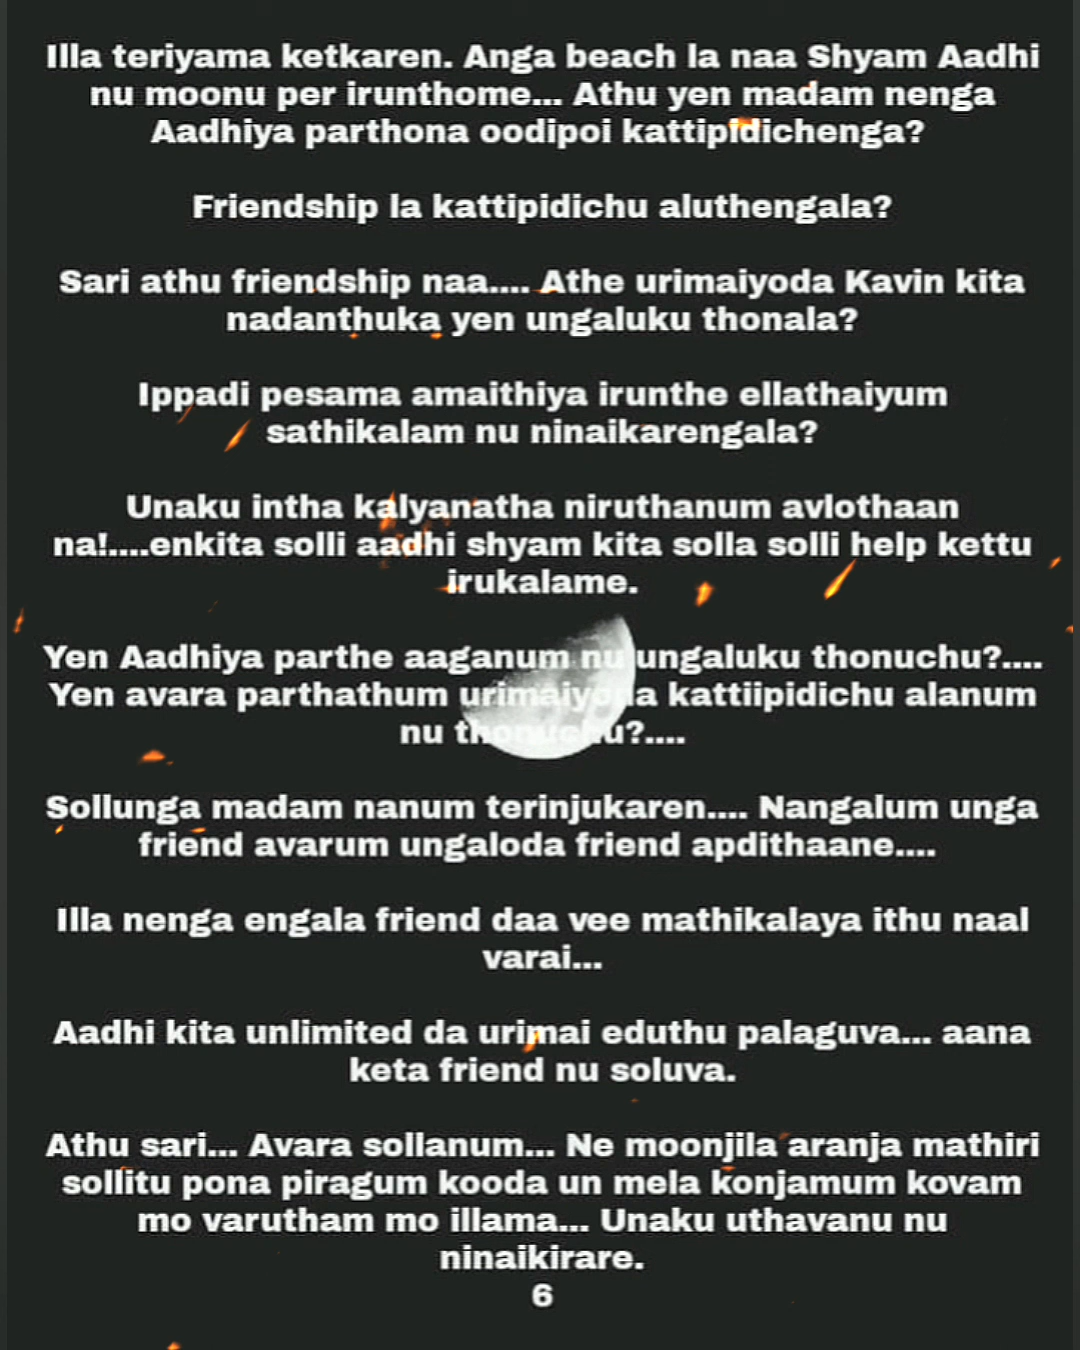 Illa teriyama ketkaren. Anga beach la naa Shyam Aadhi
nu moonu per irunthome... Athu yen madam nenga
Aadhiya parthona oodipoi kattipidichenga?
Friendship la kattipidichu aluthengala?
Sari athu friendship naa.... Athe urimaiyoda Kavin kita
nadanthuka yen ungaluku thonala?
Ippadi pesama amaithiya irunthe ellathaiyum
sathikalam nu ninaikarengala?
Unaku intha kalyanatha niruthanum avlothaan
na!....enkita solli aadhi shyam kita solla solli help kettu
irukalame.
Yen Aadhiya parthe aaganum nu ungaluku thonuchu?....
Yen avara parthathum urimaiyoda kattiipidichu alanum
nu thonuchu?....
Sollunga madam nanum terinjukaren.... Nangalum unga
friend avarum ungaloda friend apdithaane....
Illa nenga engala friend daa vee mathikalaya ithu naal
varai...
Aadhi kita unlimited da urimai eduthu palaguva... aana
keta friend nu soluva.
Athu sari... Avara sollanum... Ne moonjila aranja mathiri
sollitu pona piragum kooda un mela konjamum kovam
mo varutham mo illama... Unaku uthavanu nu
ninaikirare.
6